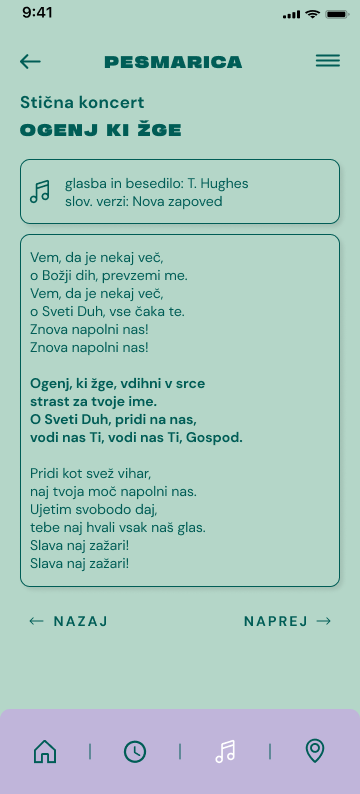 9:41
PESMARICA
Stična koncert
OGENJ KI ŽGE
glasba in besedilo: T. Hughes
slov. verzi: Nova zapoved
Vem, da je nekaj več,
o Božji dih, prevzemi me.
Vem, da je nekaj več,
o Sveti Duh, vse čaka te.
Znova napolni nas!
Znova napolni nas!
Ogenj, ki žge, vdihni v srce
strast za tvoje ime.
O Sveti Duh, pridi na nas,
vodi nas Ti, vodi nas Ti, Gospod.
Pridi kot svež vihar,
naj tvoja moč napolni nas.
Ujetim svobodo daj,
tebe naj hvali vsak naš glas.
Slava naj zažari!
Slava naj zažari!
← NAZAJ
NAPREJ →